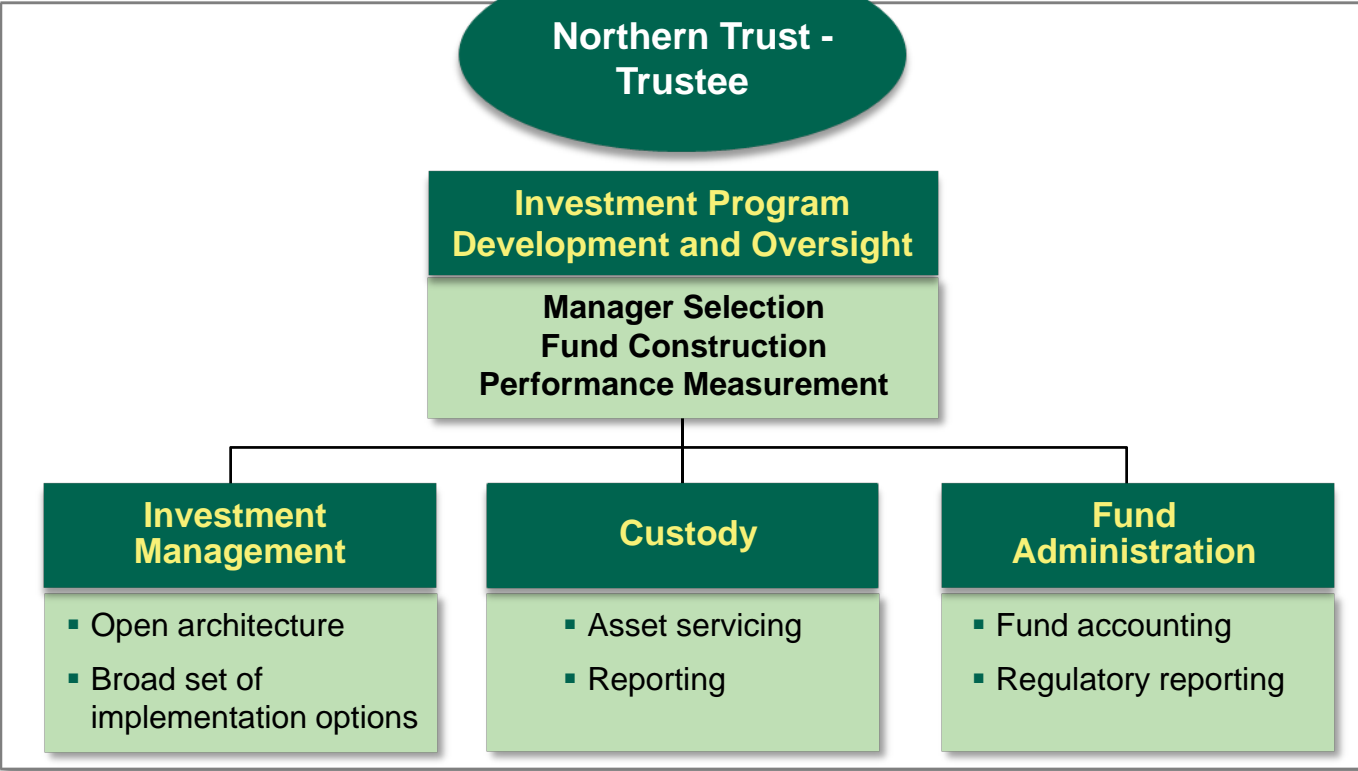 Northern Trust -
Trustee
Investment Program
Development and Oversight
Manager Selection
Fund Construction
Performance Measurement
Investment
Management
▪ Open architecture
▪ Broad set of
implementation options
Custody
▪ Asset servicing
▪ Reporting
Fund
Administration
▪ Fund accounting
▪ Regulatory reporting